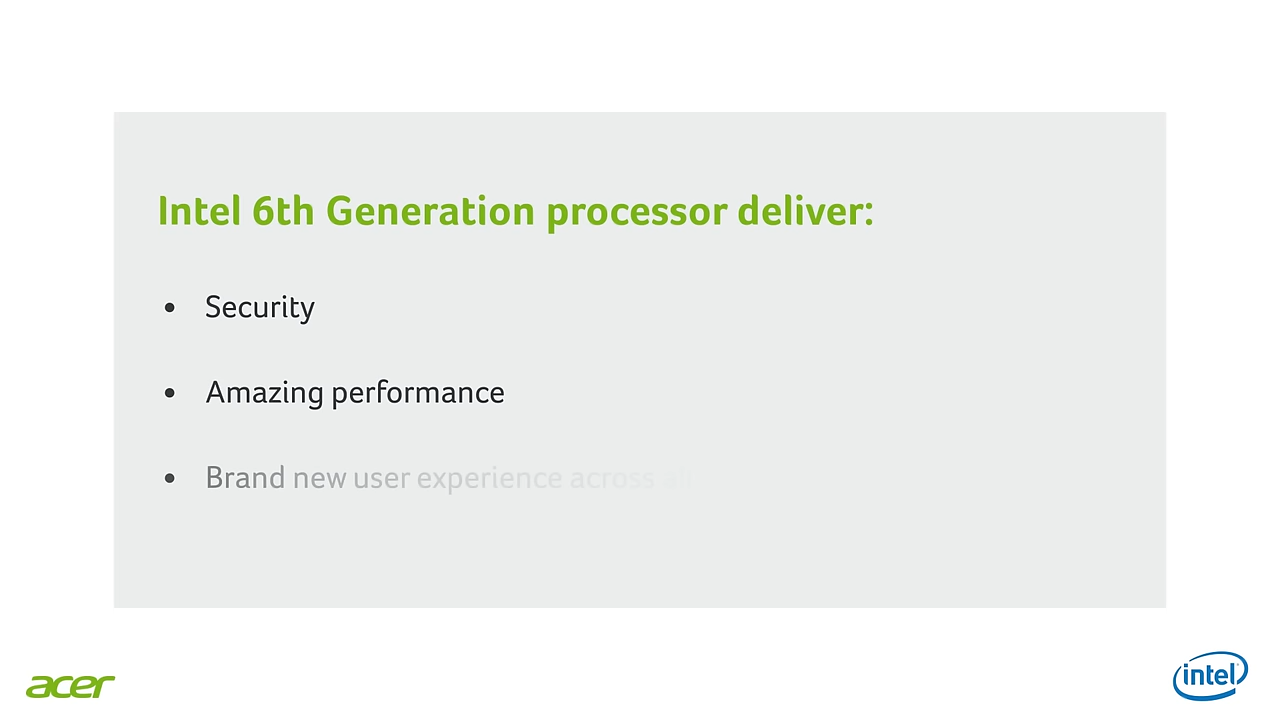 Intel 6th Generation processor deliver:
• Security
• Amazing performance
• Brand new user experience across
acer
intel